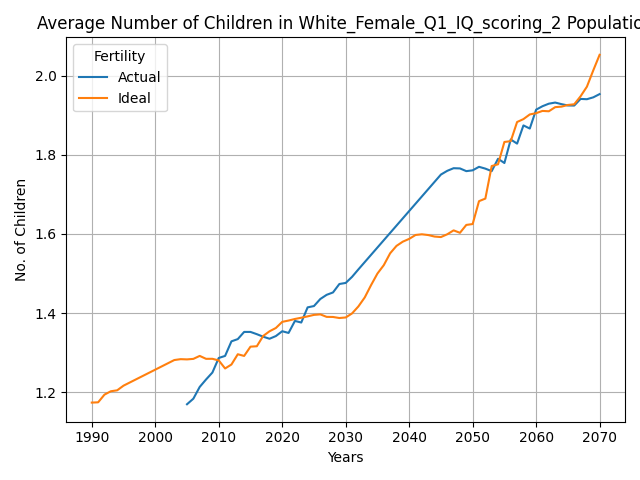 Average Number of Children in White_Female_Q1_IQ_scoring_2 Populatio
Fertility
Actual
Ideal
No. of Children
2.0
1.8
1.6
1.4
1.2
1990 2000 2010 2020 2030 2040 2050 2060 2070
Years